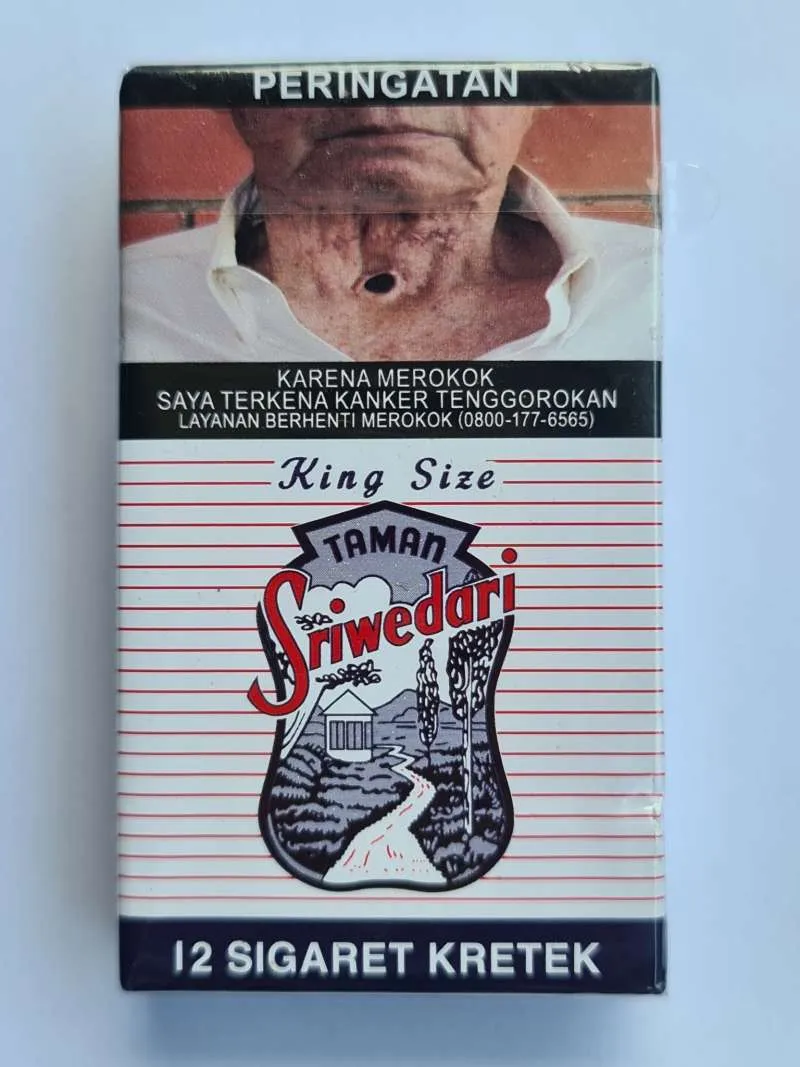 PERINGATAN
KARENA MEROKOK
SAYA TERKENA KANKER TENGGOROKAN
LAYANAN BERHENTI MEROKOK (0800-177-6565)
King Size
TAMAN
Sriwedari
12 SIGARET KRETEK